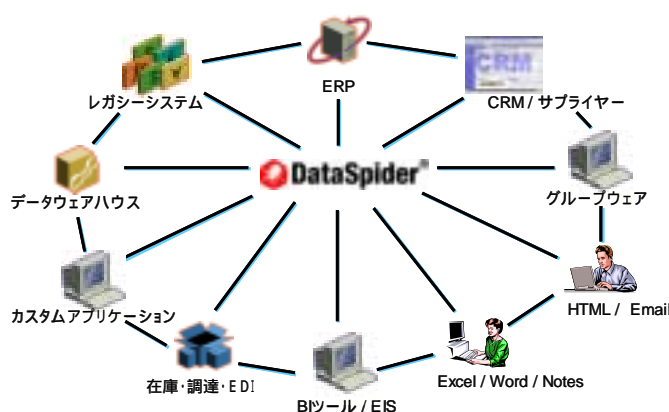 CRM
レガシーシステム
ERP
CRM / サプライヤー
DataSpider®
データウェアハウス
グループウェア
カスタムアプリケーション
HTML / Email
在庫・調達・EDI
Excel / Word / Notes
BIツール / EIS